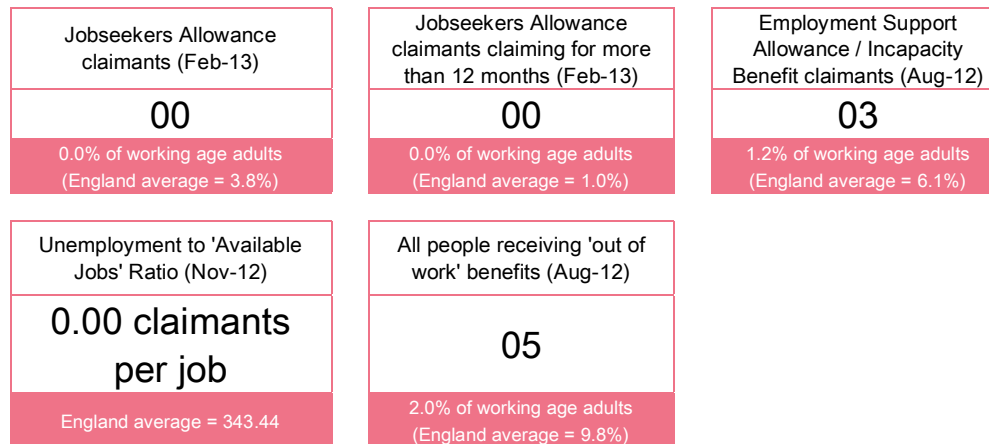 Jobseekers Allowance
claimants (Feb-13)
00
0.0% of working age adults
(England average = 3.8%)
Jobseekers Allowance
claimants claiming for more
than 12 months (Feb-13)
00
0.0% of working age adults
(England average = 1.0%)
Employment Support
Allowance / Incapacity
Benefit claimants (Aug-12)
03
1.2% of working age adults
(England average = 6.1%)
Unemployment to 'Available
Jobs' Ratio (Nov-12)
0.00 claimants
per job
England average = 343.44
All people receiving 'out of
work' benefits (Aug-12)
05
2.0% of working age adults
(England average = 9.8%)